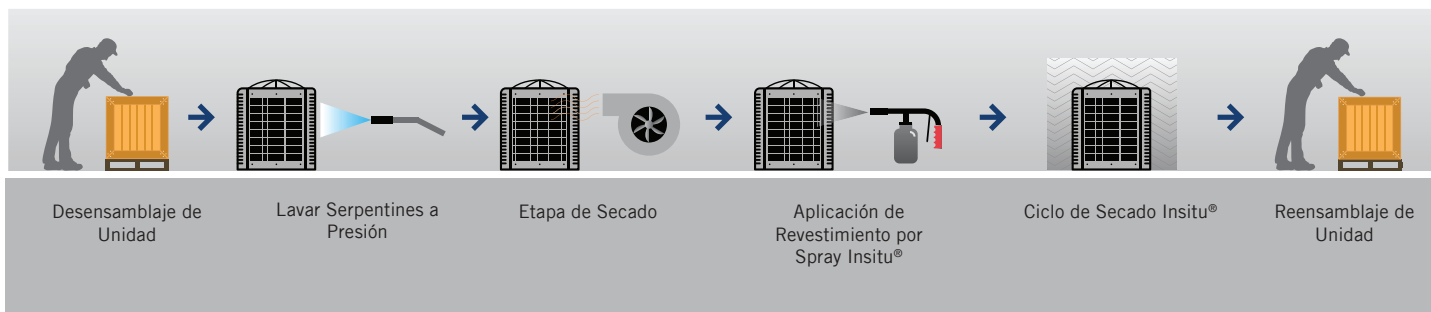 Desensamblaje de
Unidad
Lavar Serpentines a
Presión
Etapa de Secado
Aplicación de
Revestimiento por
Spray Insitu®
Ciclo de Secado Insitu®
Reensamblaje de
Unidad